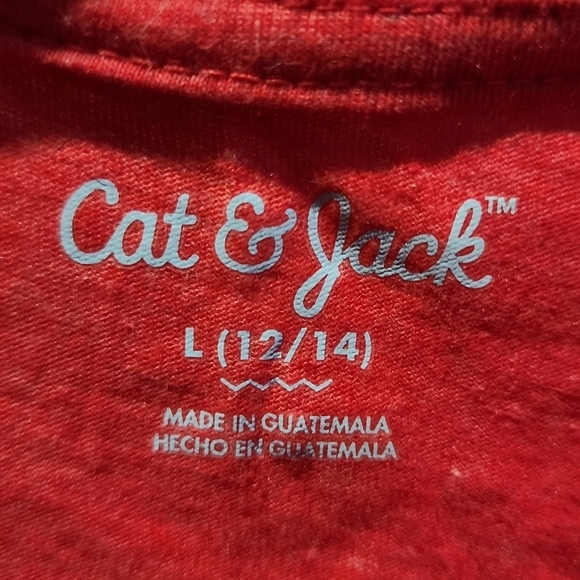 Cat & Jack™
L (12/14)
MADE IN GUATEMALA
HECHO EN GUATEMALA